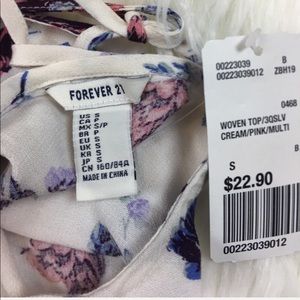 FOREVER 21
US S
CA P
MX S/P
BR P
EU S
UK S
KR S
JP S
CN 160/84A
MADE IN CHINA
00223039 B
00223039012 ZBH19
0468
WOVEN TOP/3QSLV
CREAM/PINK/MULTI
B
S
$22.90
00223039012